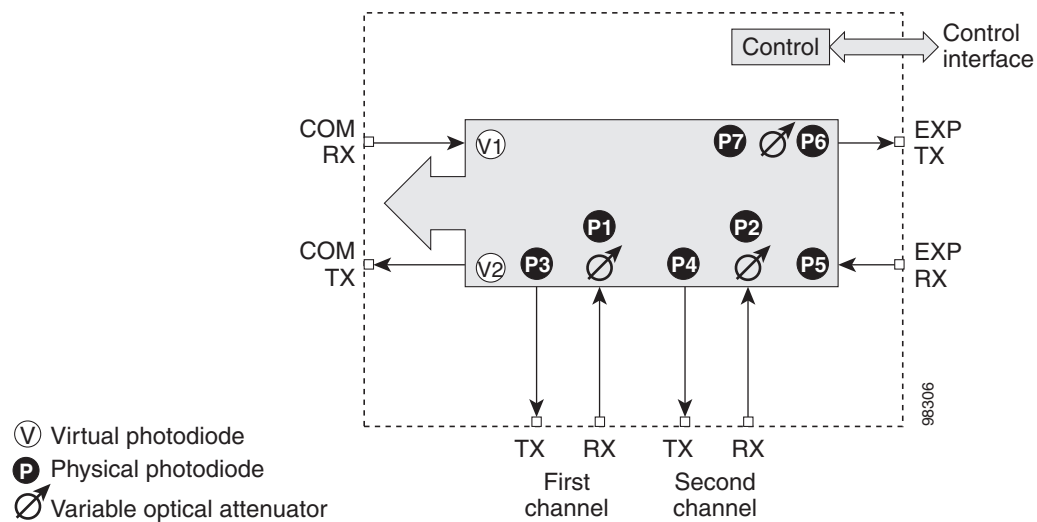 Control
Control
interface
COM
RX
V1
P7
P6
EXP
TX
P1
P2
COM
TX
V2
P3
P4
P5
EXP
RX
98306
TX
RX
TX
RX
First
channel
Second
channel
V Virtual photodiode
P Physical photodiode
Variable optical attenuator